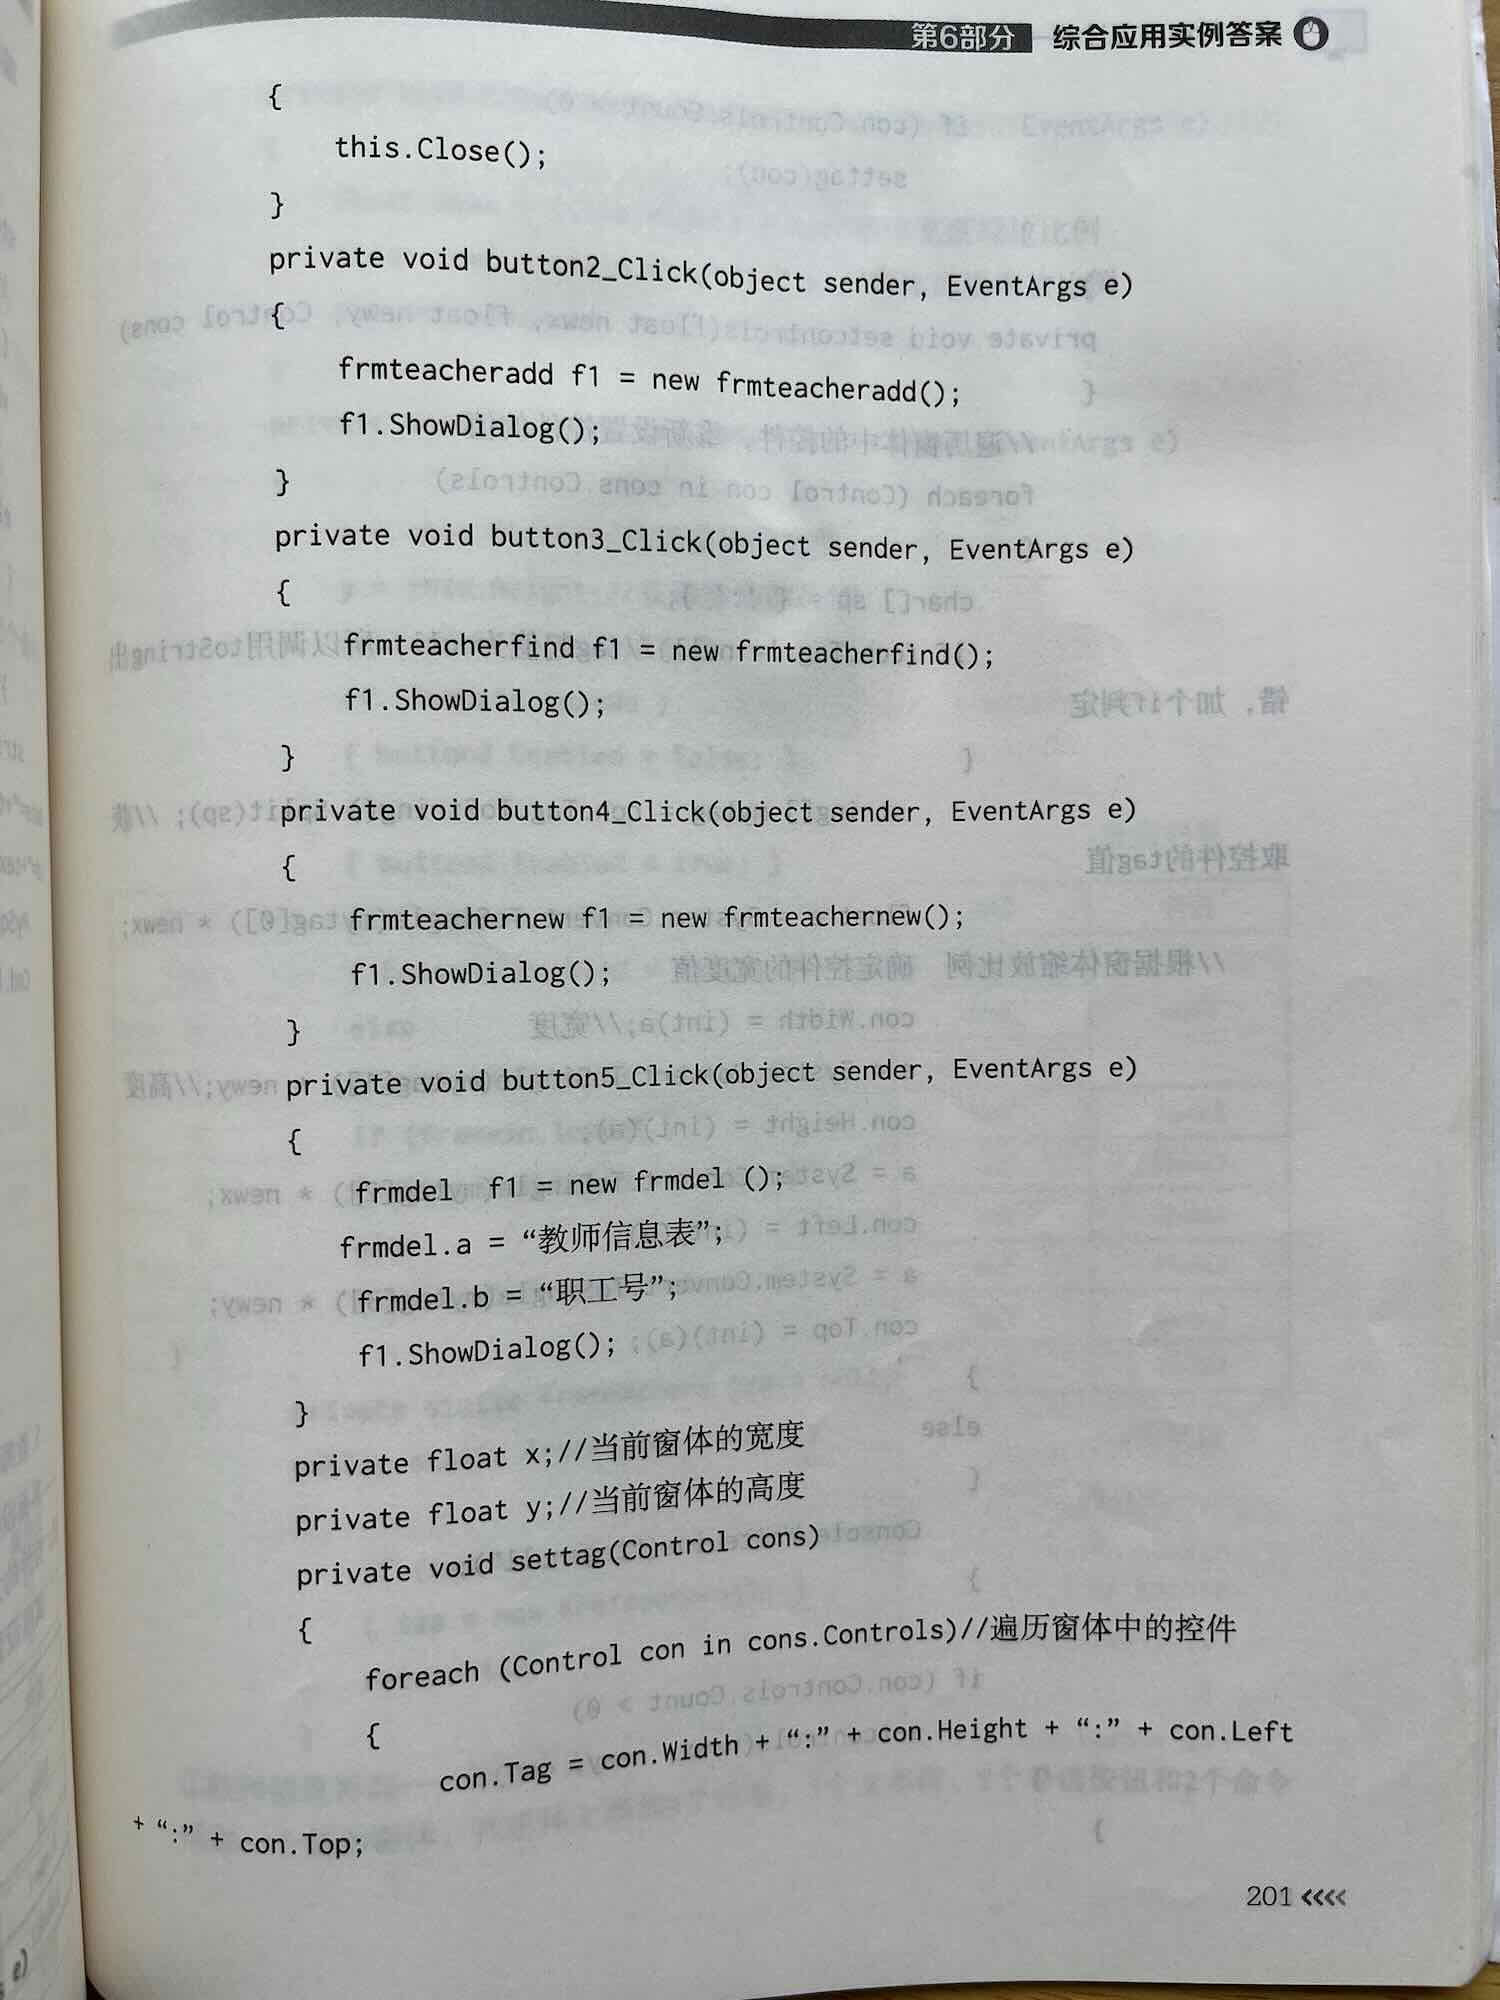 第6部分 综合应用实例答案
{
this.Close();
}
private void button2_Click(object sender, EventArgs e)
{
frmteacheradd f1 = new frmteacheradd();
f1.ShowDialog();
}
private void button3_Click(object sender, EventArgs e)
{
frmteacherfind f1 = new frmteacherfind();
f1.ShowDialog();
}
private void button4_Click(object sender, EventArgs e)
{
frmteachernew f1 = new frmteachernew();
f1.ShowDialog();
}
private void button5_Click(object sender, EventArgs e)
{
frmdel  f1 = new frmdel ();
frmdel.a = “教师信息表”;
frmdel.b = “职工号”;
f1.ShowDialog();
}
private float x;//当前窗体的宽度
private float y;//当前窗体的高度
private void settag(Control cons)
{
foreach (Control con in cons.Controls)//遍历窗体中的控件
{
con.Tag = con.Width + “:” + con.Height + “:” + con.Left
+ “:” + con.Top;
201